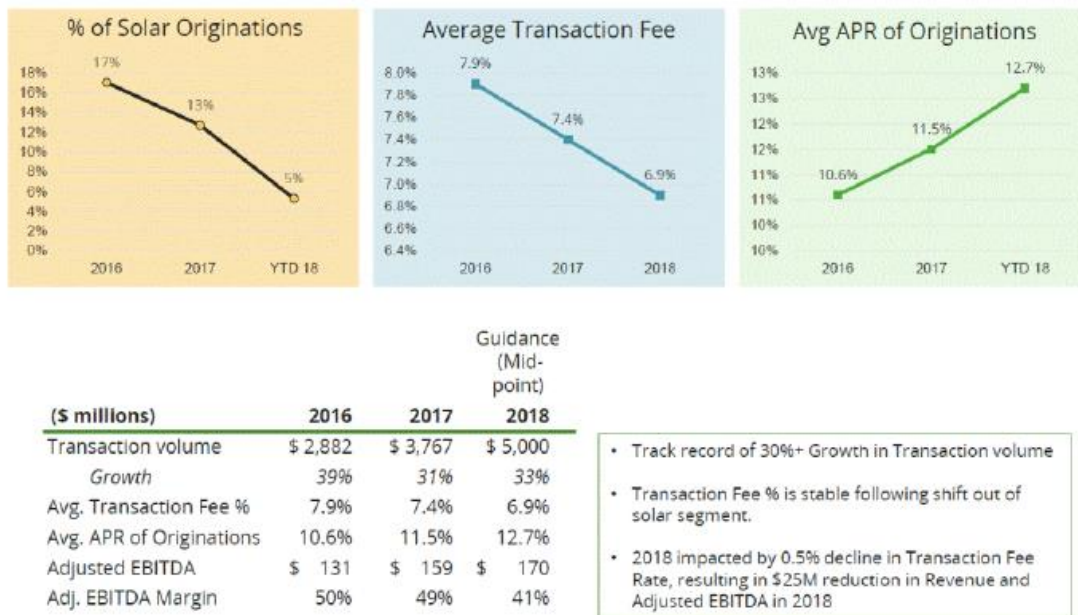 % of Solar Originations
18%
16%
14%
12%
10%
8%
6%
4%
2%
0%
17%
13%
5%
2016 2017 YTD 18
Average Transaction Fee
8.0%
7.8%
7.6%
7.4%
7.2%
7.0%
6.8%
6.6%
6.4%
7.9%
7.4%
6.9%
2016 2017 2018
Avg APR of Originations
13%
13%
12%
12%
11%
11%
10%
10%
10.6%
11.5%
12.7%
2016 2017 YTD 18
Guidance
(Mid-
point)
($ millions) 2016 2017 2018
Transaction volume $ 2,882 $ 3,767 $ 5,000
Growth 39% 31% 33%
Avg. Transaction Fee % 7.9% 7.4% 6.9%
Avg. APR of Originations 10.6% 11.5% 12.7%
Adjusted EBITDA $ 131 $ 159 $ 170
Adj. EBITDA Margin 50% 49% 41%
• Track record of 30%+ Growth in Transaction volume
• Transaction Fee % is stable following shift out of
solar segment.
• 2018 impacted by 0.5% decline in Transaction Fee
Rate, resulting in $25M reduction in Revenue and
Adjusted EBITDA in 2018